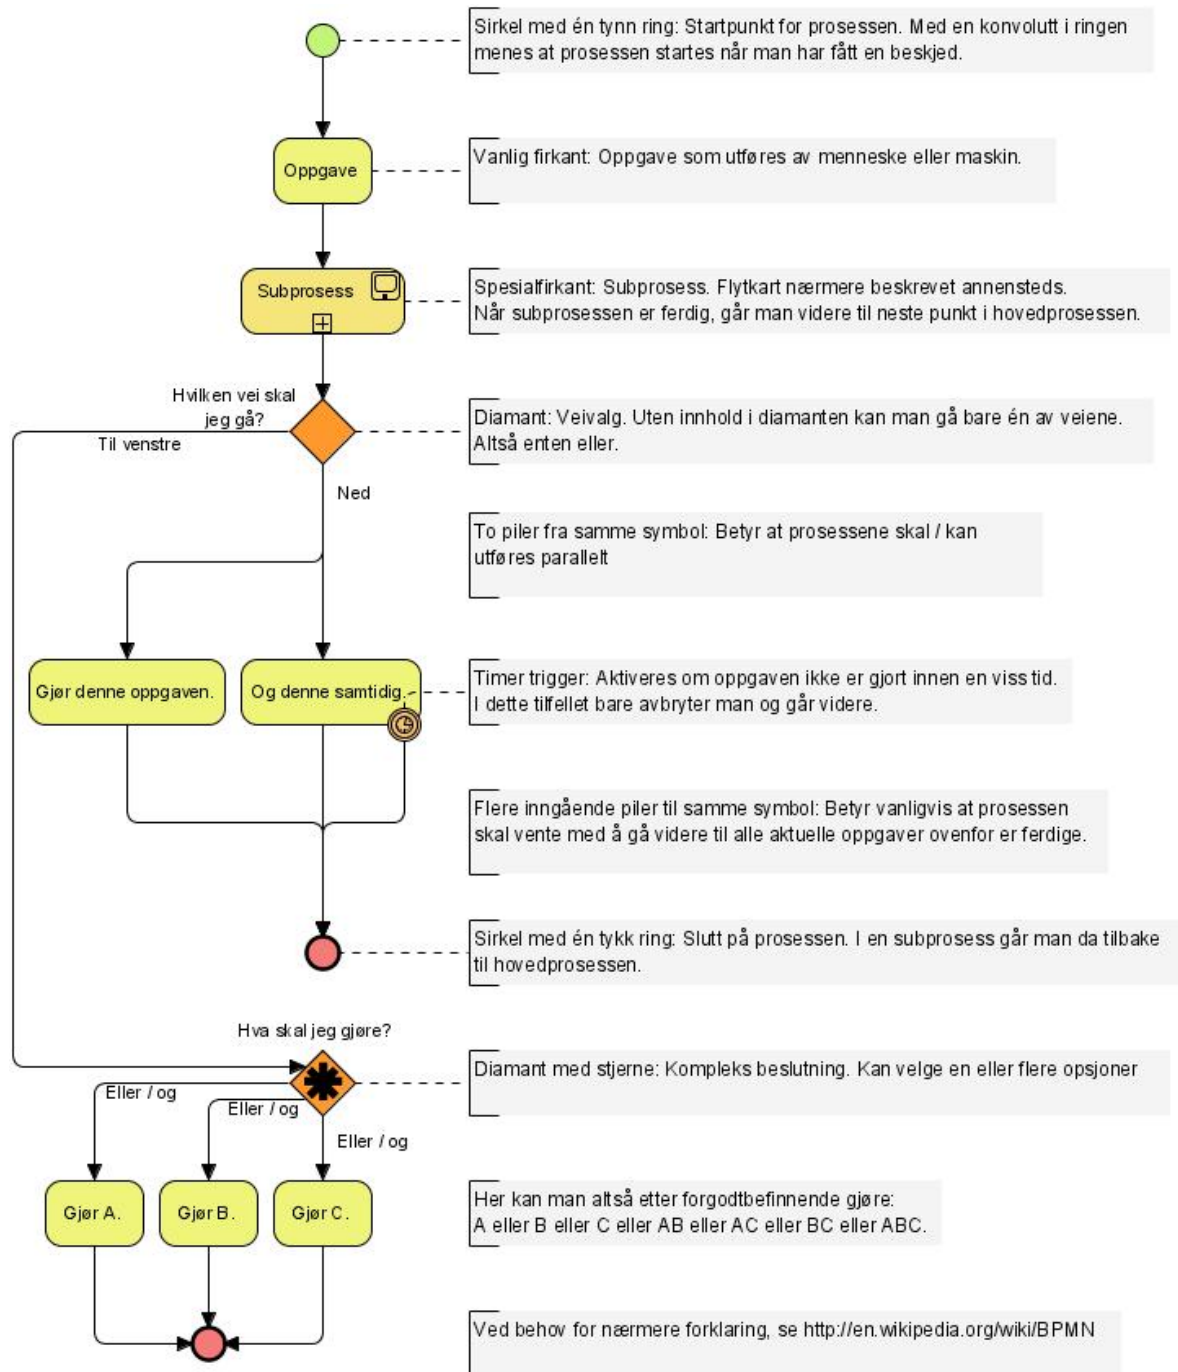 Sirkel med én tynn ring: Startpunkt for prosessen. Med en konvolutt i ringen
menes at prosessen startes når man har fått en beskjed.
Oppgave
Vanlig firkant: Oppgave som utføres av menneske eller maskin.
Subprosess
Spesialfirkant: Subprosess. Flytkart nærmere beskrevet annensteds.
Når subprosessen er ferdig, går man videre til neste punkt i hovedprosessen.
Hvilken vei skal
jeg gå?
Til venstre
Diamant: Veivalg. Uten innhold i diamanten kan man gå bare én av veiene.
Altså enten eller.
Ned
To piler fra samme symbol: Betyr at prosessene skal / kan
utføres parallelt
Gjør denne oppgaven.
Og denne samtidig.
Timer trigger: Aktiveres om oppgaven ikke er gjort innen en viss tid.
I dette tilfellet bare avbryter man og går videre.
Flere inngående piler til samme symbol: Betyr vanligvis at prosessen
skal vente med å gå videre til alle aktuelle oppgaver ovenfor er ferdige.
Sirkel med én tykk ring: Slutt på prosessen. I en subprosess går man da tilbake
til hovedprosessen.
Hva skal jeg gjøre?
Diamant med stjerne: Kompleks beslutning. Kan velge en eller flere opsjoner
Eller / og
Eller / og
Eller / og
Gjør A.
Gjør B.
Gjør C.
Her kan man altså etter forgodtbefinnende gjøre:
A eller B eller C eller AB eller AC eller BC eller ABC.
Ved behov for nærmere forklaring, se http://en.wikipedia.org/wiki/BPMN